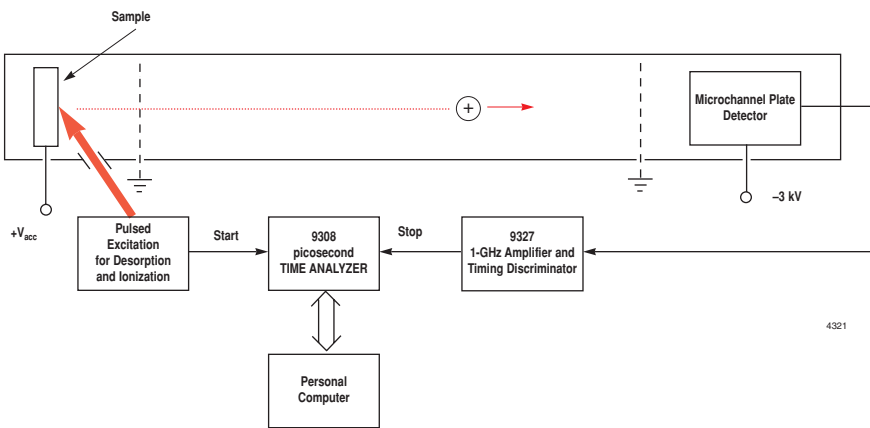 Sample
+
Microchannel Plate
Detector
–3 kV
+Vacc
Pulsed
Excitation
for Desorption
and Ionization
Start
9308
picosecond
TIME ANALYZER
Stop
9327
1-GHz Amplifier and
Timing Discriminator
4321
Personal
Computer